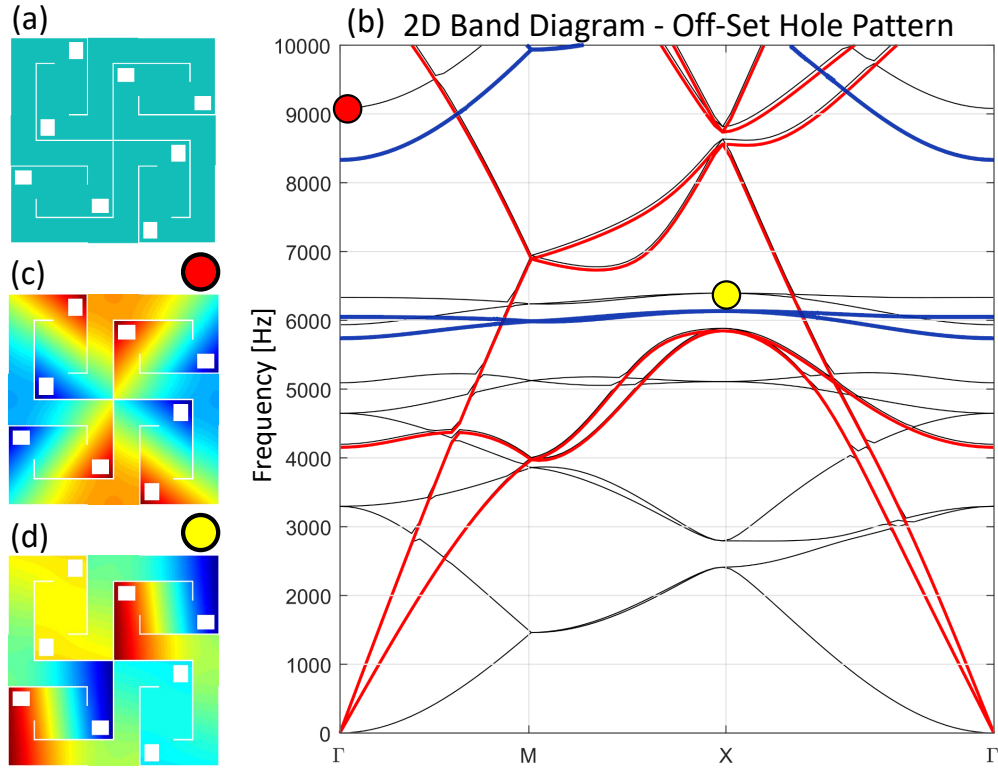 (a)
(b) 2D Band Diagram - Off-Set Hole Pattern
10000
9000
8000
7000
6000
5000
4000
3000
2000
1000
0
Frequency [Hz]
Γ
M
X
Γ
(c)
(d)